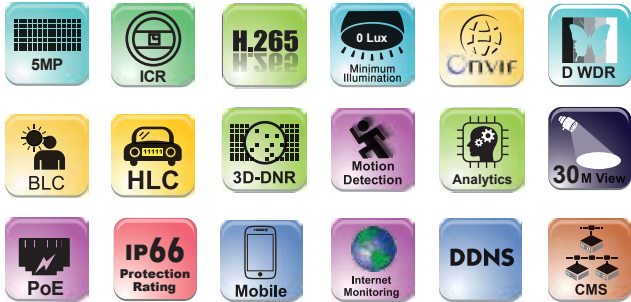 5MP
ICR
H.265
0 Lux
Minimum
Illumination
ONVIF
D WDR
BLC
11111
HLC
3D-DNR
Motion
Detection
Analytics
30M View
PoE
IP66
Protection
Rating
Mobile
Internet
Monitoring
DDNS
CMS